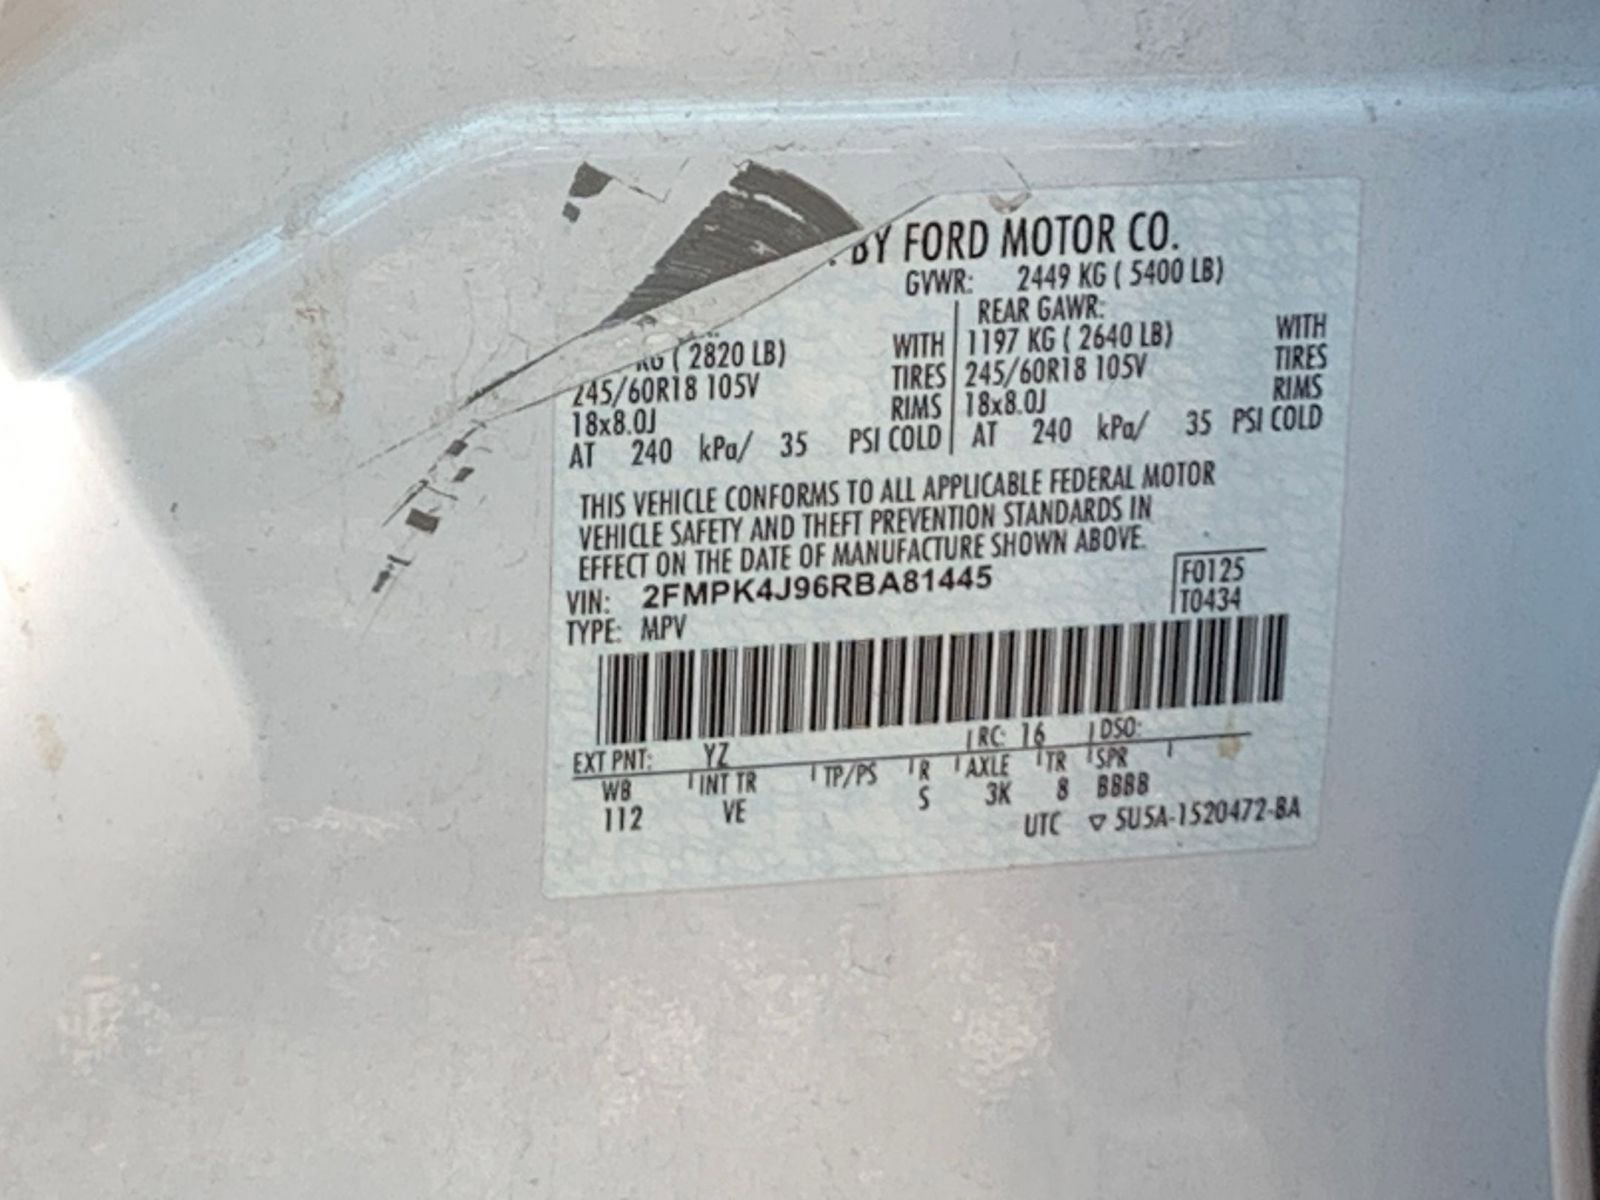 BY FORD MOTOR CO.
GVWR: 2449 KG ( 5400 LB)
REAR GAWR:
KG ( 2820 LB) WITH 1197 KG ( 2640 LB) WITH
245/60R18 105V TIRES 245/60R18 105V TIRES
18x8.0J RIMS 18x8.0J RIMS
AT 240 kPa/ 35 PSI COLD AT 240 kPa/ 35 PSI COLD
THIS VEHICLE CONFORMS TO ALL APPLICABLE FEDERAL MOTOR
VEHICLE SAFETY AND THEFT PREVENTION STANDARDS IN
EFFECT ON THE DATE OF MANUFACTURE SHOWN ABOVE.
VIN: 2FMPK4J96RBA81445 F0125
TYPE: MPV T0434
EXT PNT: YZ RC: 16 DSO:
WB INT TR TP/PS R AXLE TR SPR
112 VE S 3K 8 BBBB
UTC ▽ 5U5A-1520472-BA